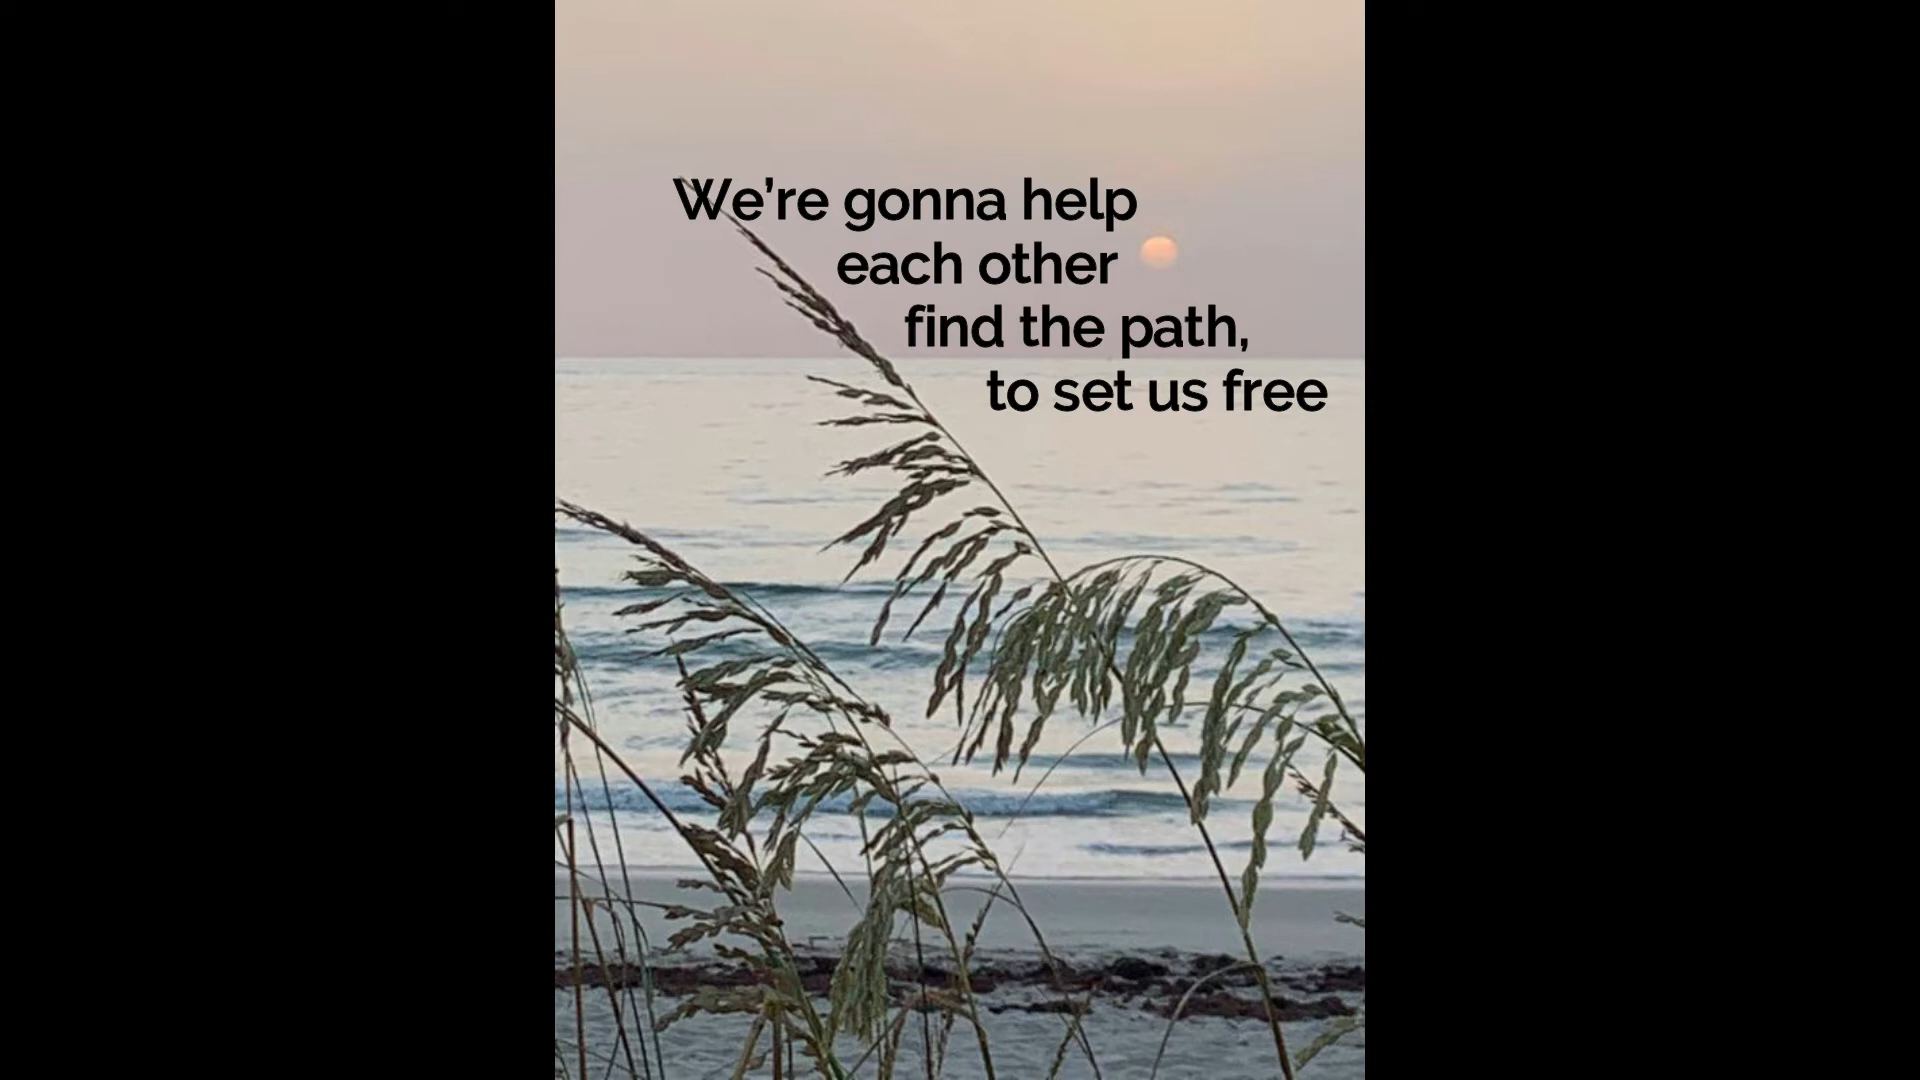 We’re gonna help
each other
find the path,
to set us free